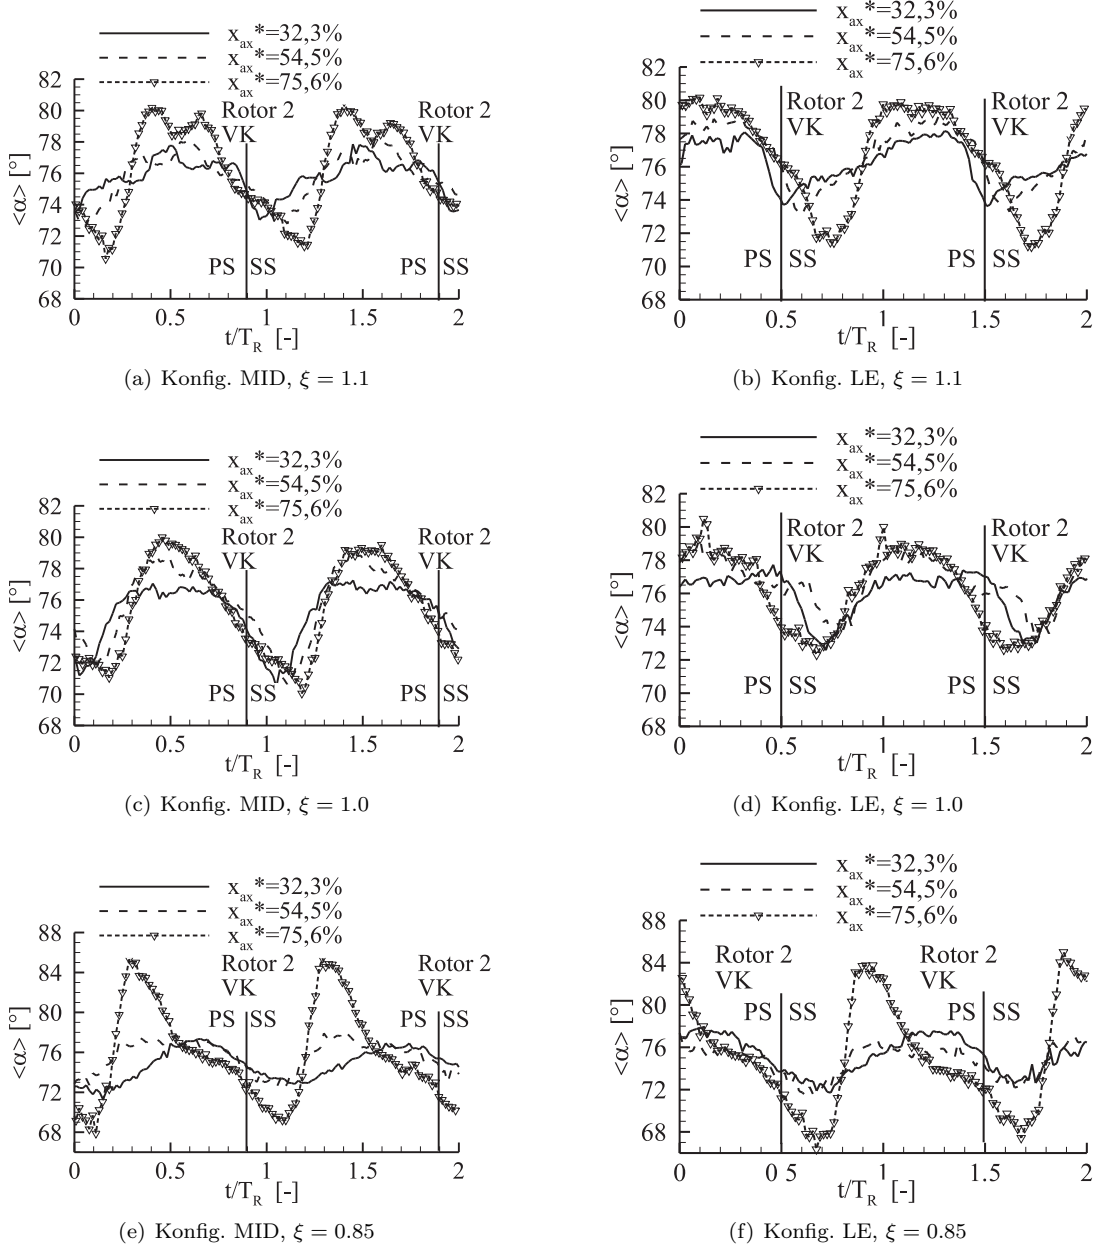 x_ax*=32,3%
x_ax*=54,5%
x_ax*=75,6%
82
80
78
76
74
72
70
68
<α> [°]
Rotor 2
VK
Rotor 2
VK
PS SS
PS SS
0 0.5 1 1.5 2
t/T_R [-]
(a) Konfig. MID, ξ = 1.1
x_ax*=32,3%
x_ax*=54,5%
x_ax*=75,6%
82
80
78
76
74
72
70
68
<α> [°]
Rotor 2
VK
Rotor 2
VK
PS SS
PS SS
0 0.5 1 1.5 2
t/T_R [-]
(b) Konfig. LE, ξ = 1.1
x_ax*=32,3%
x_ax*=54,5%
x_ax*=75,6%
82
80
78
76
74
72
70
68
<α> [°]
Rotor 2
VK
Rotor 2
VK
PS SS
PS SS
0 0.5 1 1.5 2
t/T_R [-]
(c) Konfig. MID, ξ = 1.0
x_ax*=32,3%
x_ax*=54,5%
x_ax*=75,6%
82
80
78
76
74
72
70
68
<α> [°]
Rotor 2
VK
Rotor 2
VK
PS SS
PS SS
0 0.5 1 1.5 2
t/T_R [-]
(d) Konfig. LE, ξ = 1.0
x_ax*=32,3%
x_ax*=54,5%
x_ax*=75,6%
88
84
80
76
72
68
<α> [°]
Rotor 2
VK
Rotor 2
VK
PS SS
PS SS
0 0.5 1 1.5 2
t/T_R [-]
(e) Konfig. MID, ξ = 0.85
x_ax*=32,3%
x_ax*=54,5%
x_ax*=75,6%
88
84
80
76
72
68
<α> [°]
Rotor 2
VK
Rotor 2
VK
PS SS
PS SS
0 0.5 1 1.5 2
t/T_R [-]
(f) Konfig. LE, ξ = 0.85